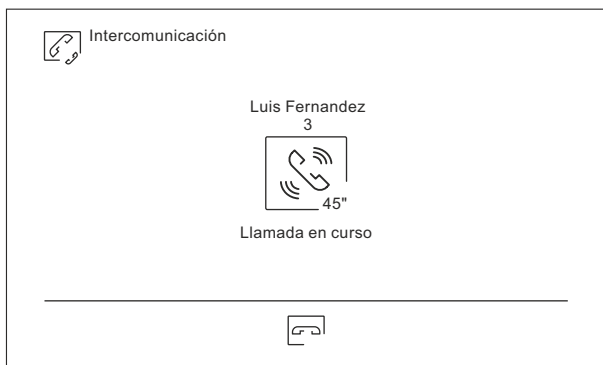 Intercomunicación
Luis Fernandez
3
45"
Llamada en curso